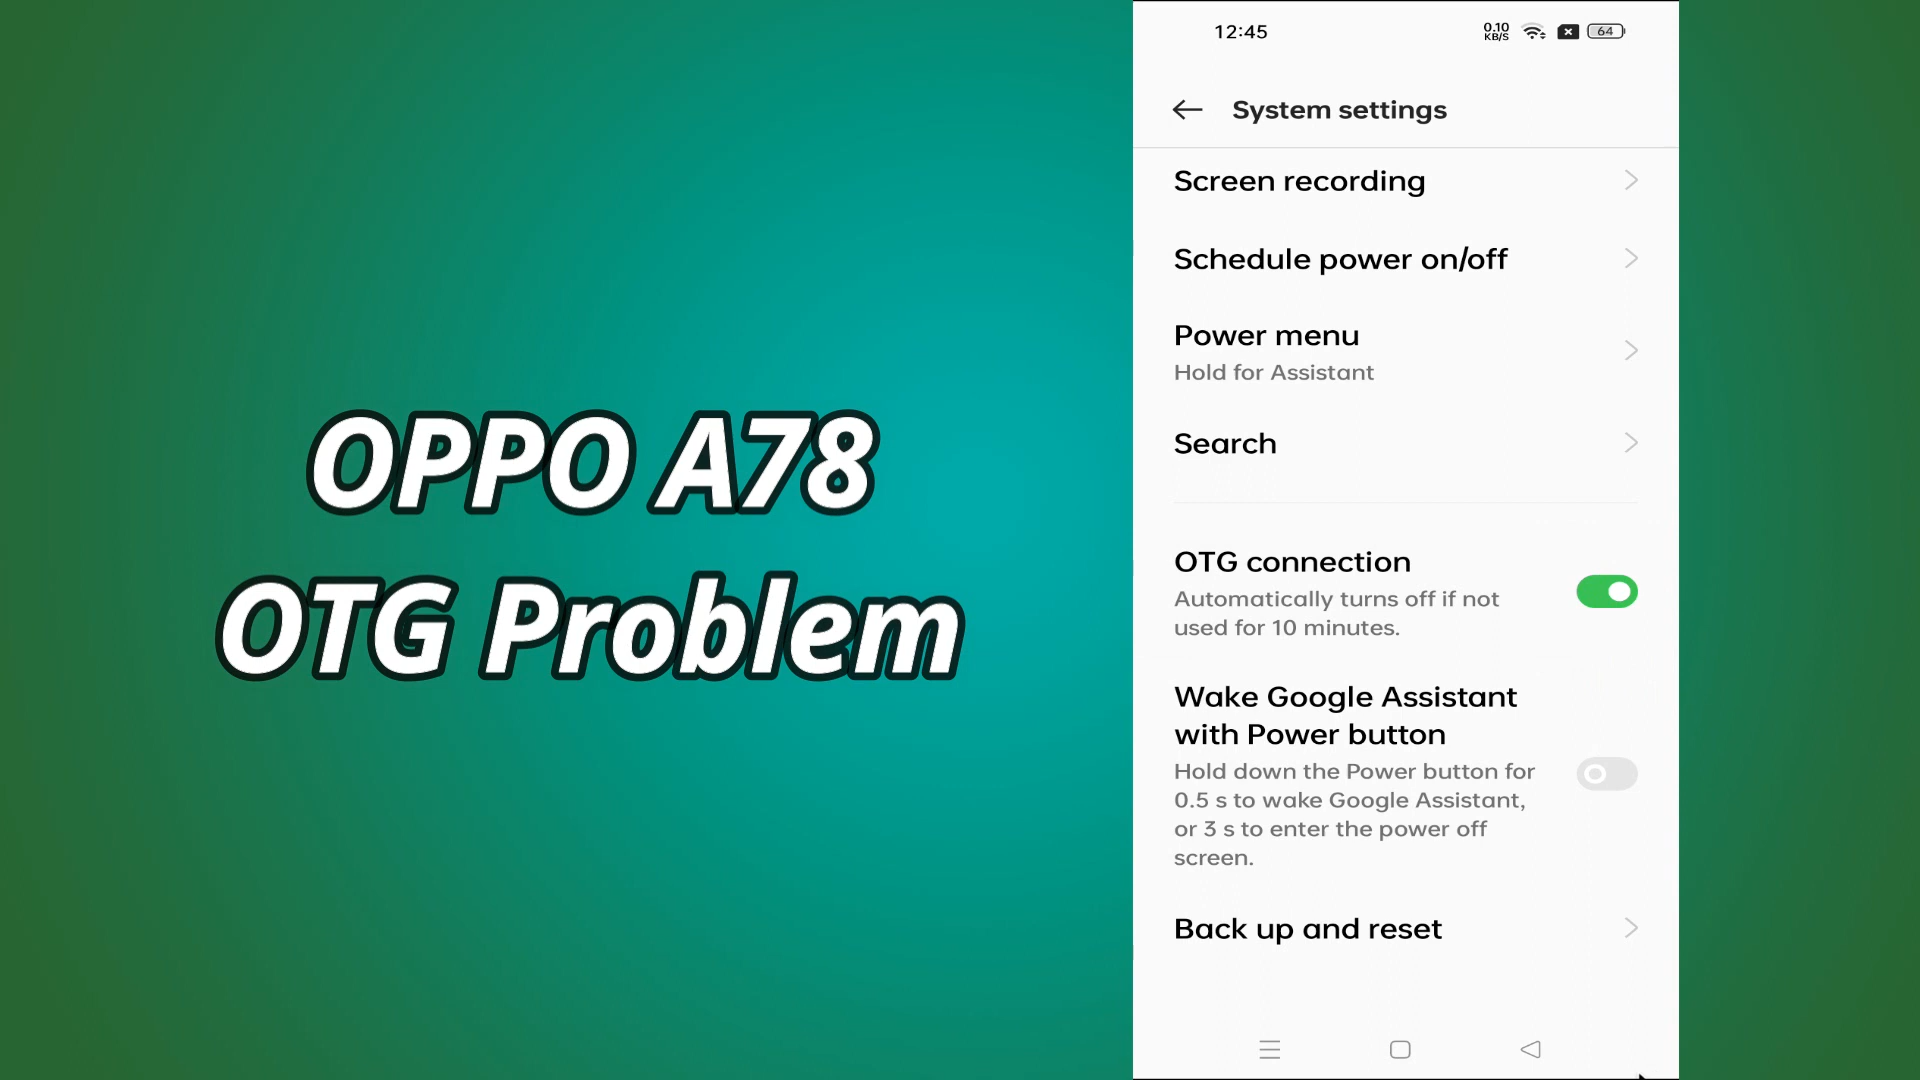 OPPO A78
OTG Problem
12:45
0.10
KB/S
64
System settings
Screen recording
Schedule power on/off
Power menu
Hold for Assistant
Search
OTG connection
Automatically turns off if not
used for 10 minutes.
Wake Google Assistant
with Power button
Hold down the Power button for
0.5 s to wake Google Assistant,
or 3 s to enter the power off
screen.
Back up and reset